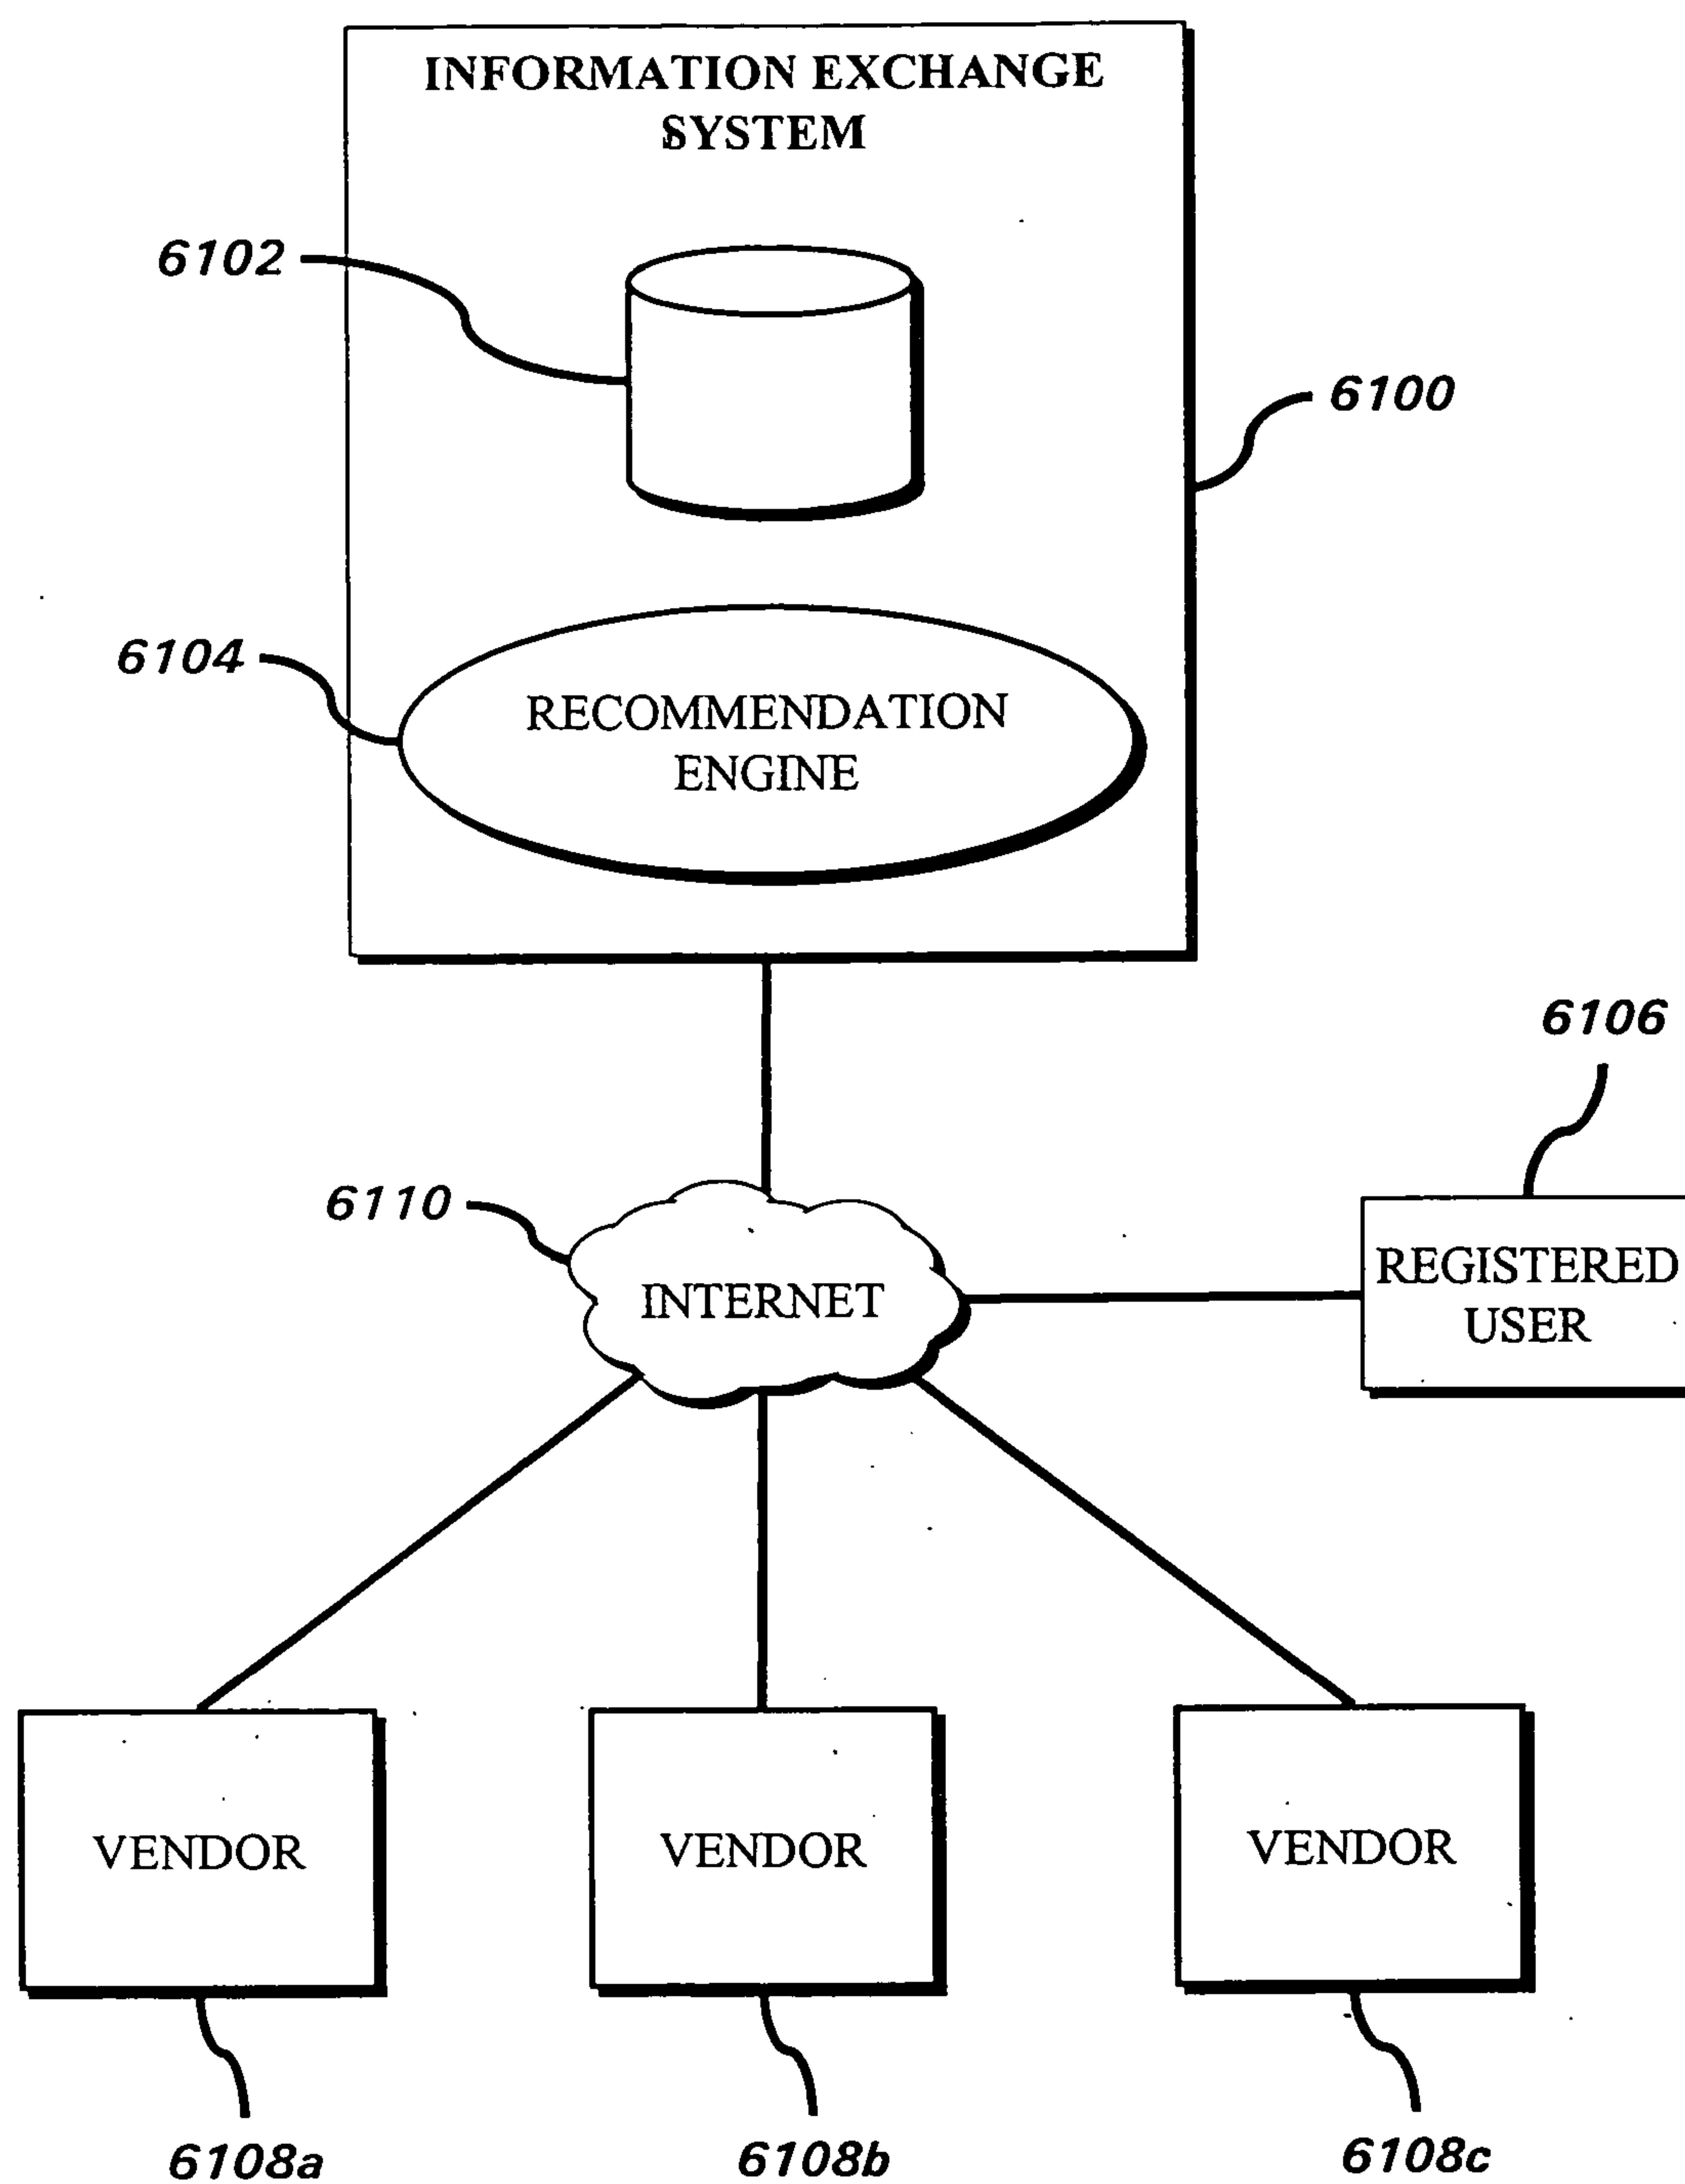 INFORMATION EXCHANGE
SYSTEM
6102
6100
6104
RECOMMENDATION
ENGINE
6106
6110
INTERNET
REGISTERED
USER
VENDOR
VENDOR
VENDOR
6108a
6108b
6108c